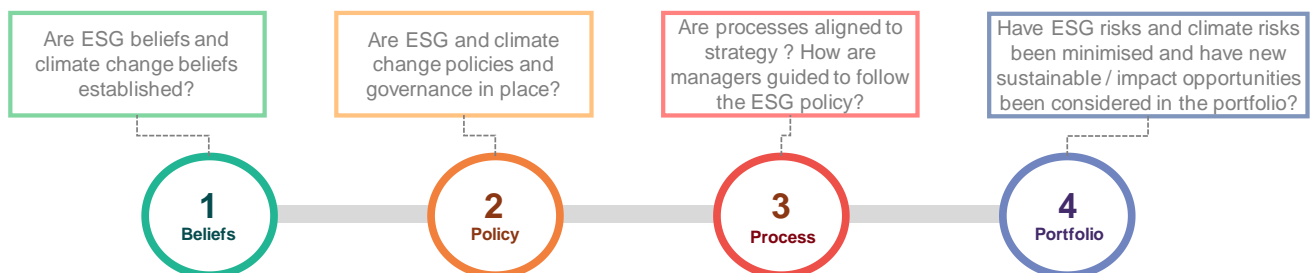 Are ESG beliefs and
climate change beliefs
established?
Are ESG and climate
change policies and
governance in place?
Are processes aligned to
strategy ? How are
managers guided to follow
the ESG policy?
Have ESG risks and climate risks
been minimised and have new
sustainable / impact opportunities
been considered in the portfolio?
1
Beliefs
2
Policy
3
Process
4
Portfolio